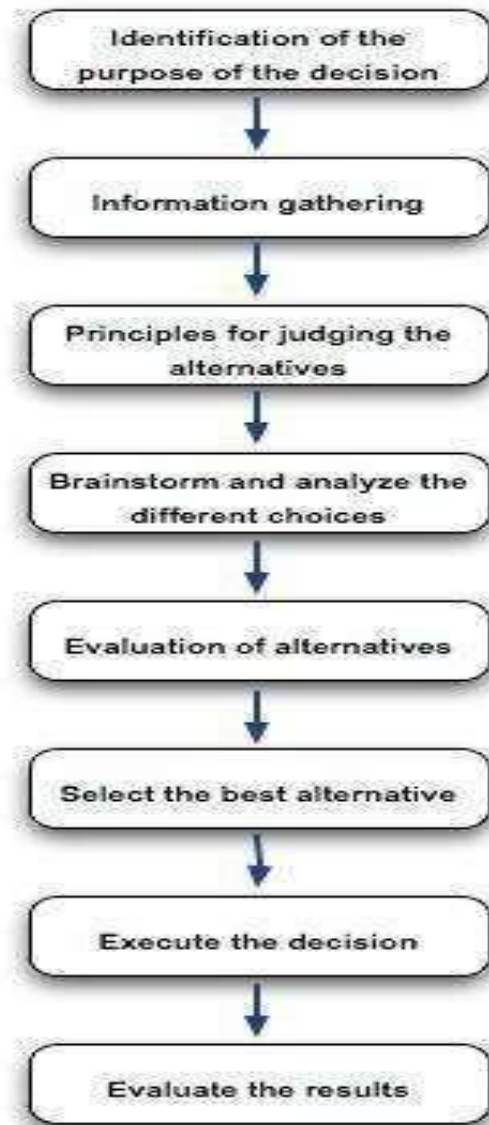 Identification of the
purpose of the decision
Information gathering
Principles for judging the
alternatives
Brainstorm and analyze the
different choices
Evaluation of alternatives
Select the best alternative
Execute the decision
Evaluate the results